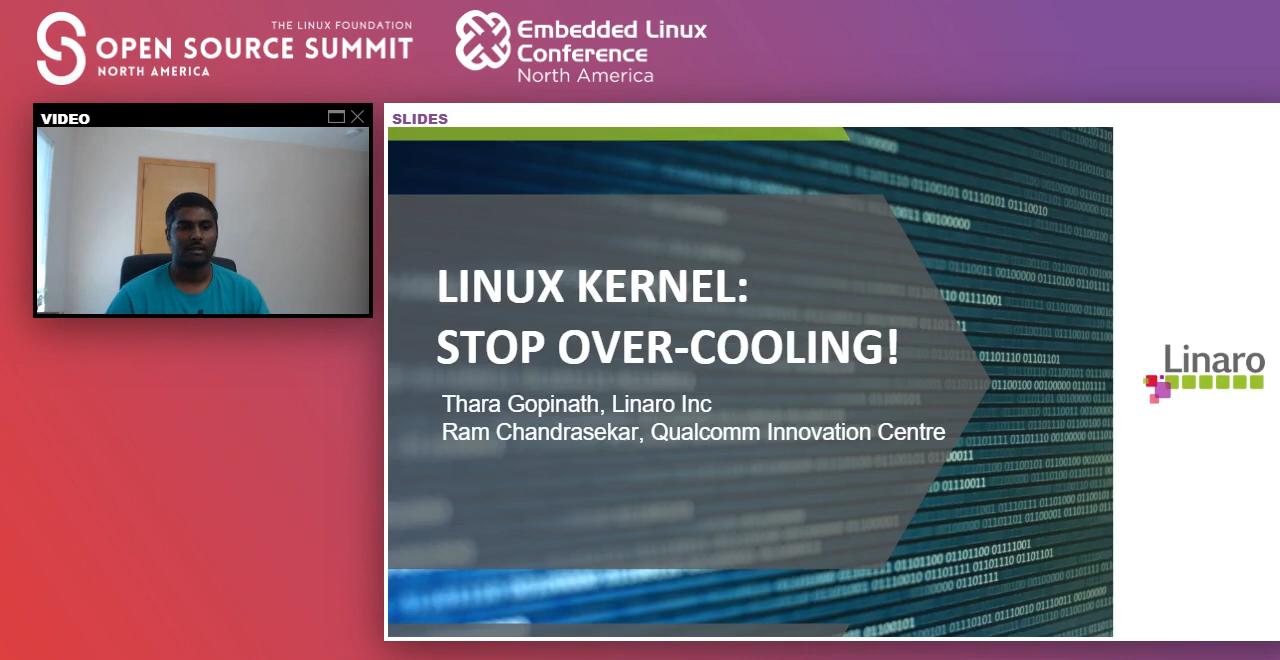 THE LINUX FOUNDATION
OPEN SOURCE SUMMIT
NORTH AMERICA
Embedded Linux
Conference
North America
VIDEO
SLIDES
LINUX KERNEL:
STOP OVER-COOLING!
Thara Gopinath, Linaro Inc
Ram Chandrasekar, Qualcomm Innovation Centre
Linaro